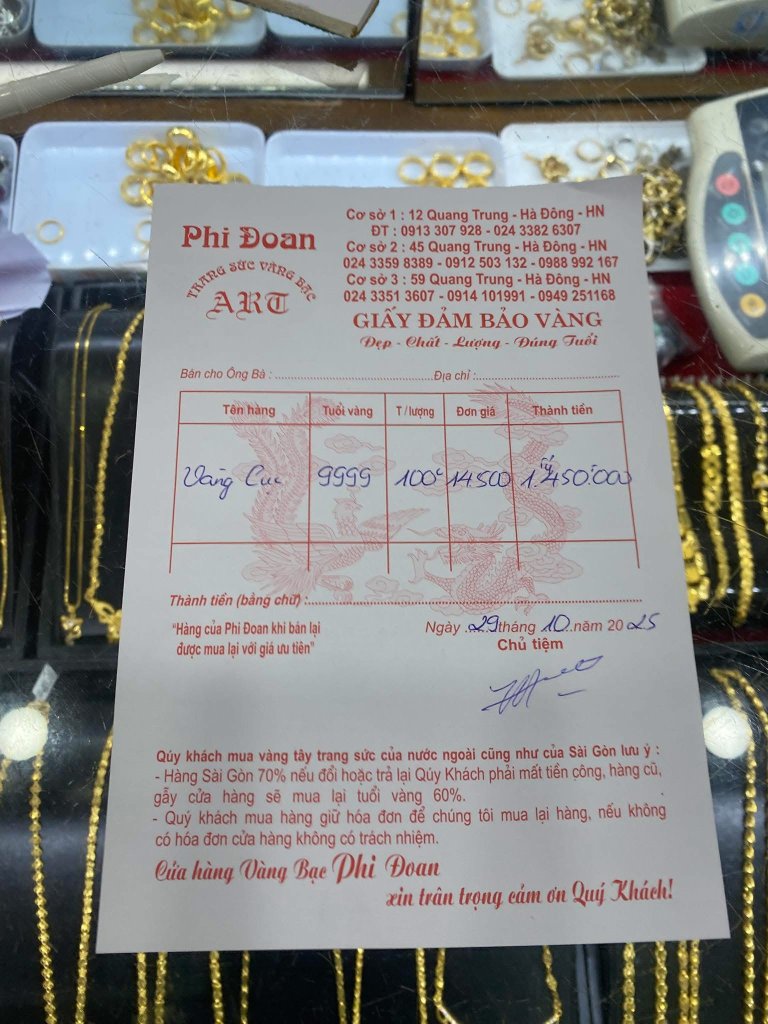 Phi Đoan
TRANG SỨC VÀNG BẠC
ART
Cơ sở 1 : 12 Quang Trung - Hà Đông - HN
ĐT : 0913 307 928 - 024 3382 6307
Cơ sở 2 : 45 Quang Trung - Hà Đông - HN
024 3359 8389 - 0912 503 132 - 0988 992 167
Cơ sở 3 : 59 Quang Trung - Hà Đông - HN
024 3351 3607 - 0914 101991 - 0949 251168
GIẤY ĐẢM BẢO VÀNG
Đẹp - Chất - Lượng - Đúng Tuổi
Bán cho Ông Bà : Địa chỉ :
Tên hàng Tuổi vàng T/lượng Đơn giá Thành tiền
Vàng Cục 9999 100c 14500 1tỷ450.000
Thành tiền (bằng chữ) :
"Hàng của Phi Đoan khi bán lại
được mua lại với giá ưu tiên"
Ngày 29 tháng 10 năm 2025
Chủ tiệm
Qúy khách mua vàng tây trang sức của nước ngoài cũng như của Sài Gòn lưu ý :
- Hàng Sài Gòn 70% nếu đổi hoặc trả lại Qúy Khách phải mất tiền công, hàng cũ,
gẫy cửa hàng sẽ mua lại tuổi vàng 60%.
- Quý khách mua hàng giữ hóa đơn để chúng tôi mua lại hàng, nếu không
có hóa đơn cửa hàng không có trách nhiệm.
Cửa hàng Vàng Bạc Phi Đoan
xin trân trọng cảm ơn Quý Khách!